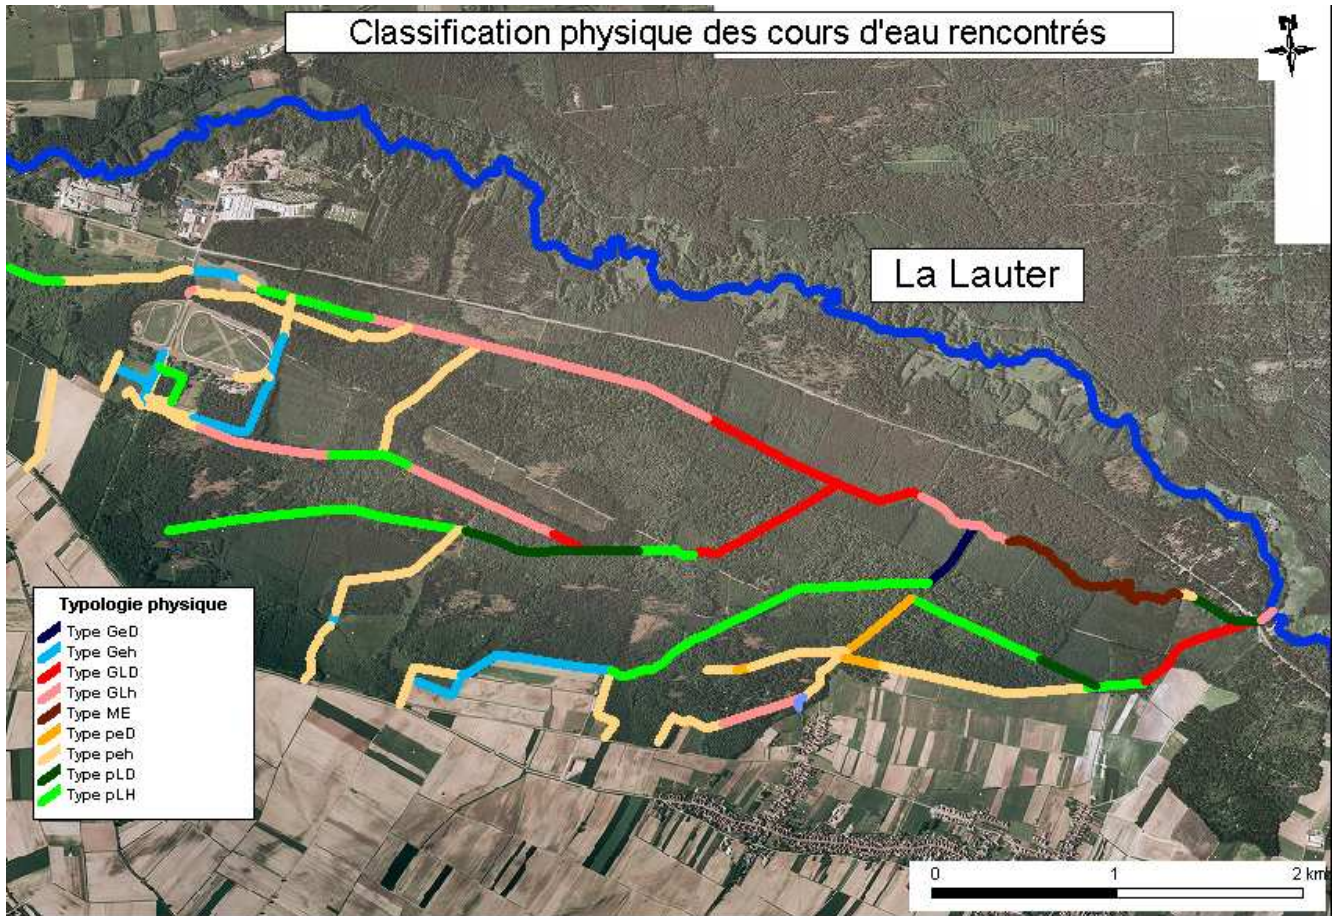 Classification physique des cours d'eau rencontrés
N
La Lauter
Typologie physique
Type GeD
Type Geh
Type GLD
Type GLh
Type ME
Type peD
Type peh
Type pLD
Type pLH
0 1 2 km